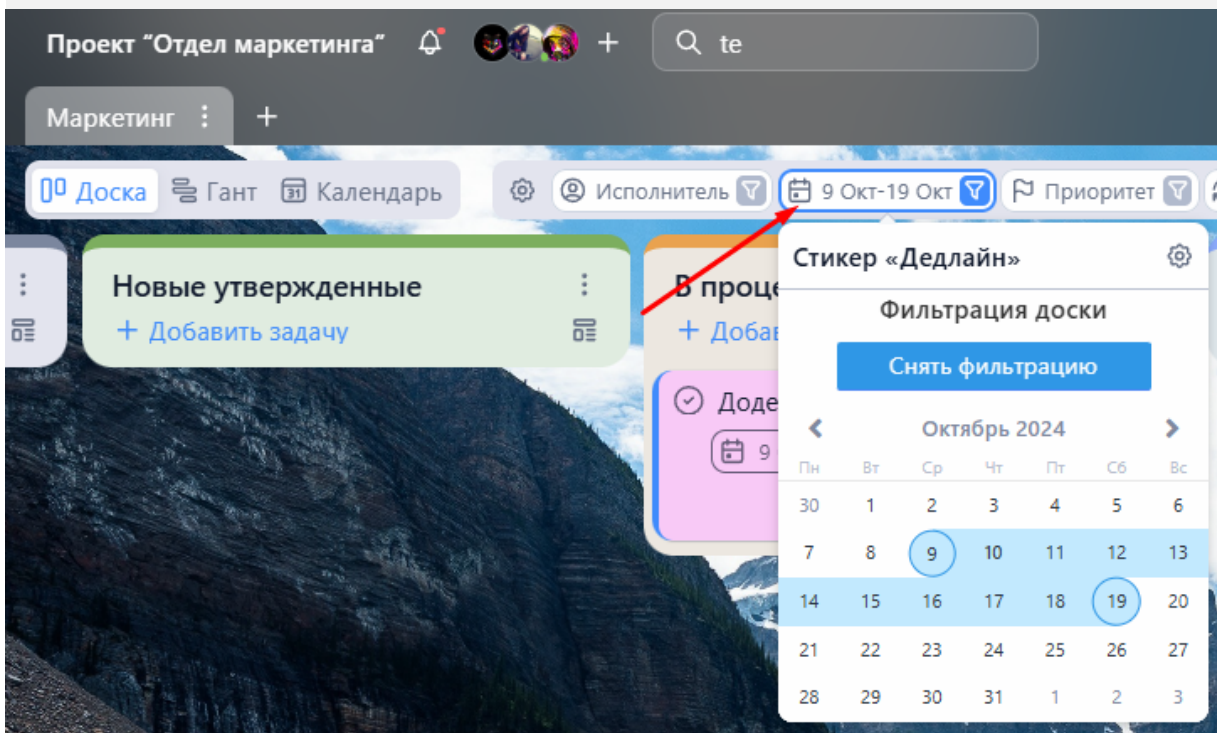 Проект “Отдел маркетинга”
te
Маркетинг
Доска Гант 31 Календарь
Исполнитель 9 Окт-19 Окт Приоритет
Стикер «Дедлайн»
Фильтрация доски
Снять фильтрацию
Октябрь 2024
Пн Вт Ср Чт Пт Сб Вс
30 1 2 3 4 5 6
7 8 9 10 11 12 13
14 15 16 17 18 19 20
21 22 23 24 25 26 27
28 29 30 31 1 2 3
Новые утвержденные
+ Добавить задачу
В проце
+ Добав
Доде
9